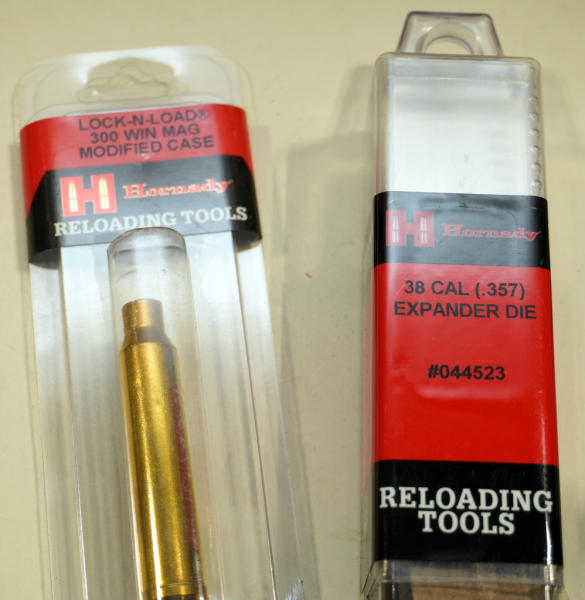 LOCK-N-LOAD®
300 WIN MAG
MODIFIED CASE
H Hornady
RELOADING TOOLS
H Hornady
38 CAL (.357)
EXPANDER DIE
#044523
RELOADING
TOOLS